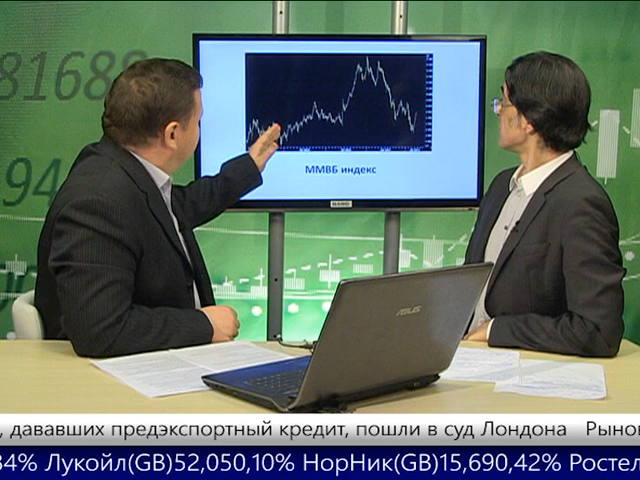 81688
94
ММВБ индекс
ASUS
, дававших предэкспортный кредит, пошли в суд Лондона Рыно
34% Лукойл(GB)52,050,10% НорНик(GB)15,690,42% Ростел